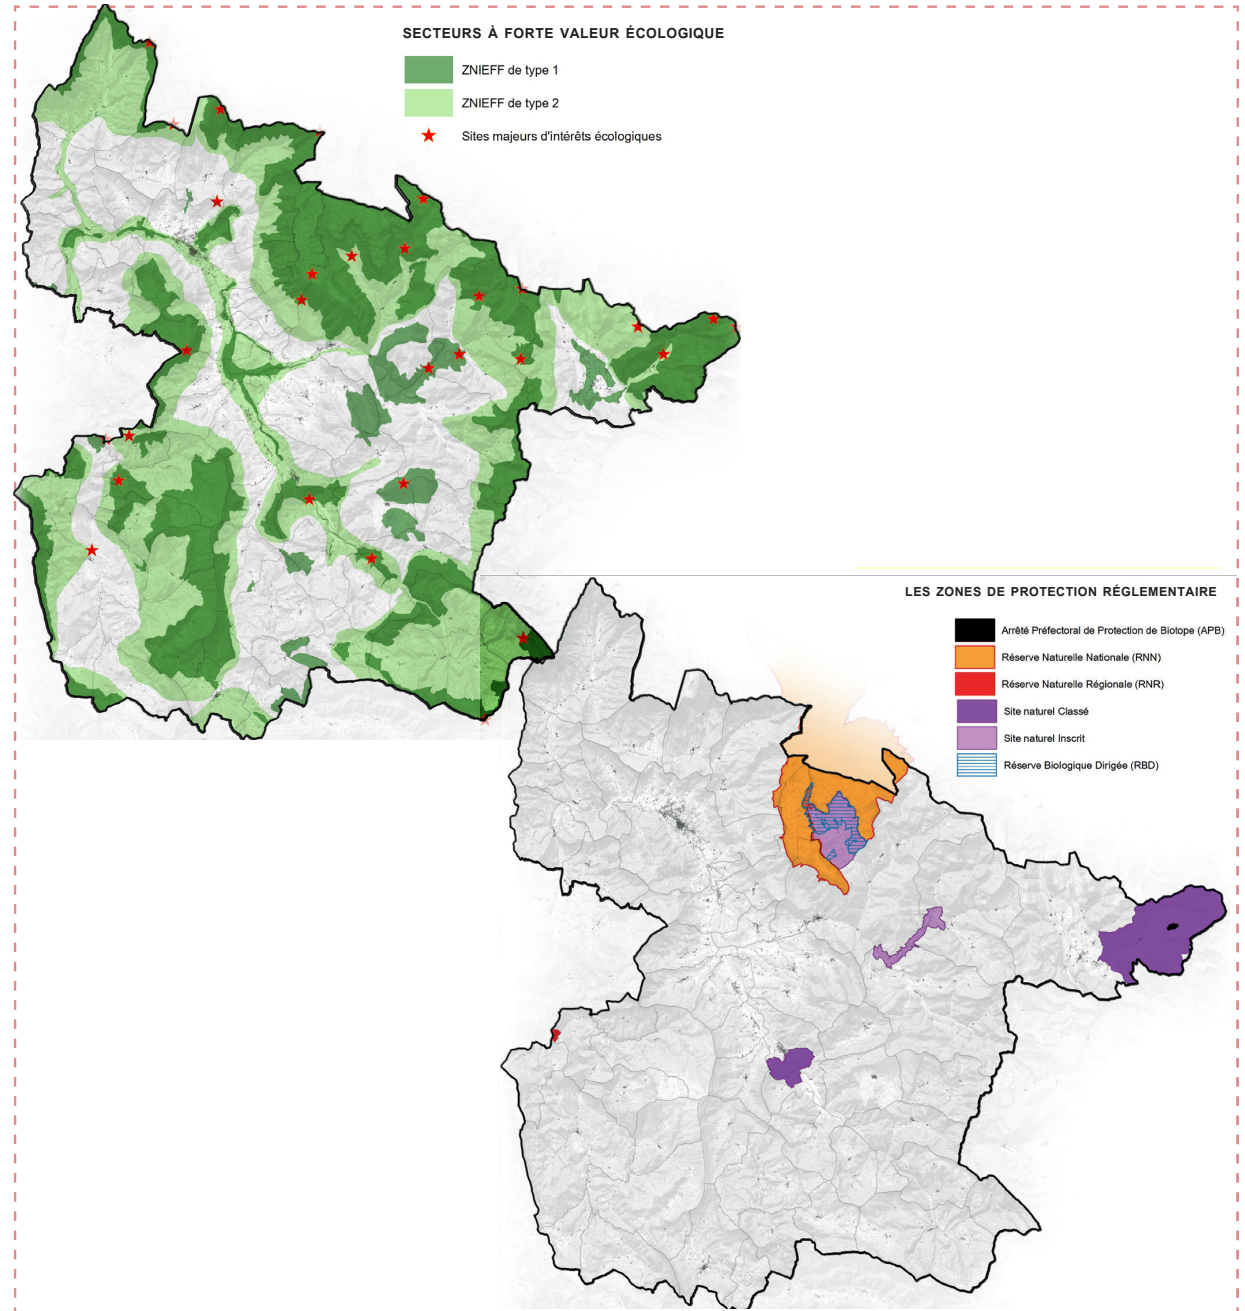 SECTEURS À FORTE VALEUR ÉCOLOGIQUE
ZNIEFF de type 1
ZNIEFF de type 2
Sites majeurs d'intérêts écologiques
LES ZONES DE PROTECTION RÉGLEMENTAIRE
Arrêté Préfectoral de Protection de Biotope (APB)
Réserve Naturelle Nationale (RNN)
Réserve Naturelle Régionale (RNR)
Site naturel Classé
Site naturel Inscrit
Réserve Biologique Dirigée (RBD)